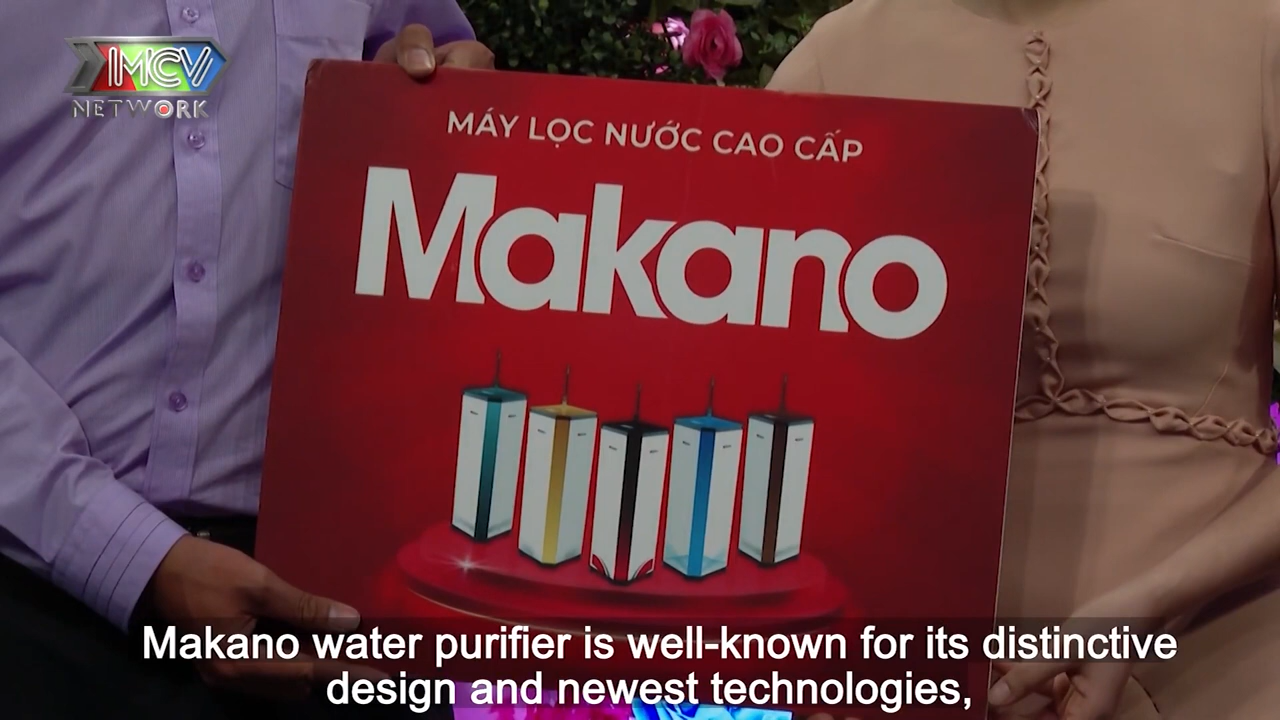 MCV
NETWORK
MÁY LỌC NƯỚC CAO CẤP
Makano
Makano water purifier is well-known for its distinctive
design and newest technologies,